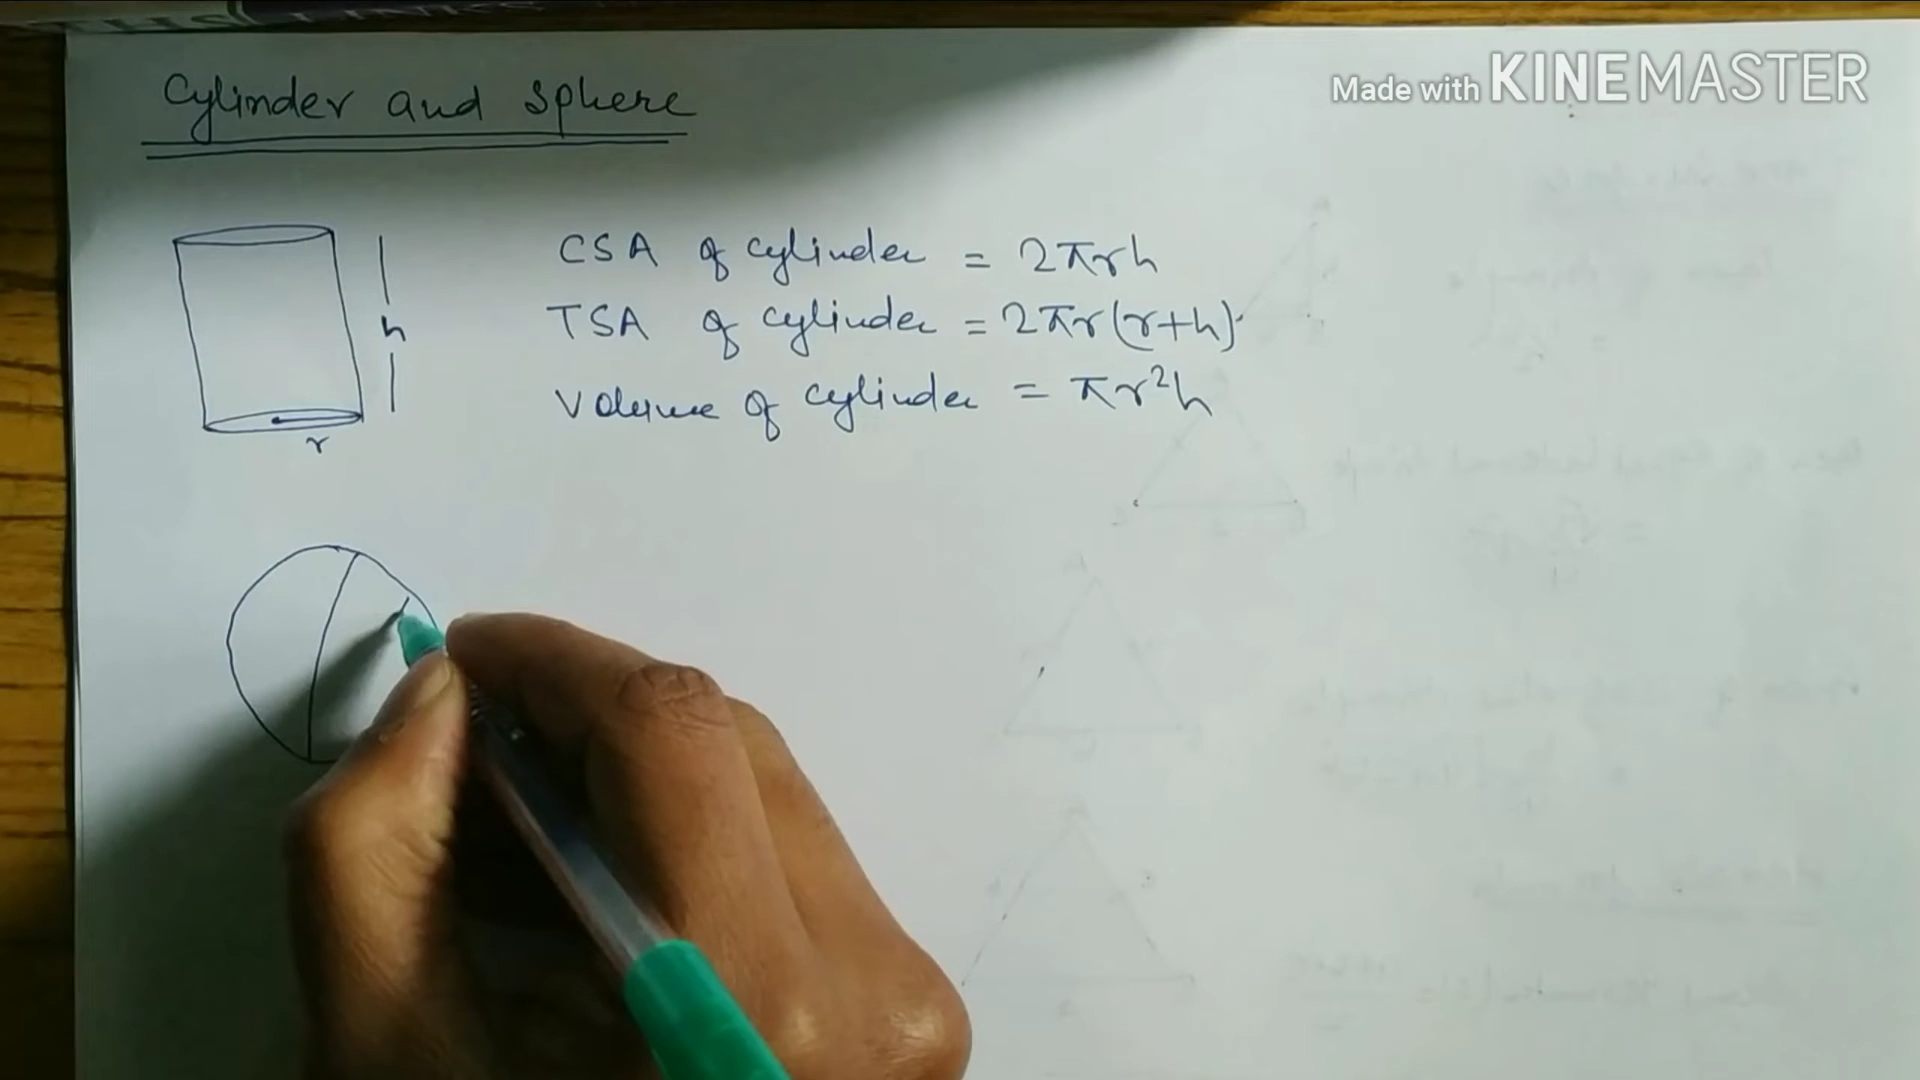 Made with KINEMASTER
Cylinder and Sphere
CSA of cylinder = 2πrh
TSA of cylinder = 2πr(r+h)
Volume of cylinder = πr²h
h
r